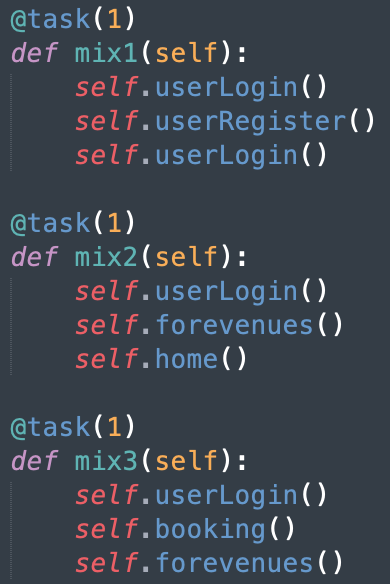 @task(1)
def mix1(self):
    self.userLogin()
    self.userRegister()
    self.userLogin()

@task(1)
def mix2(self):
    self.userLogin()
    self.forevenues()
    self.home()

@task(1)
def mix3(self):
    self.userLogin()
    self.booking()
    self.forevenues()